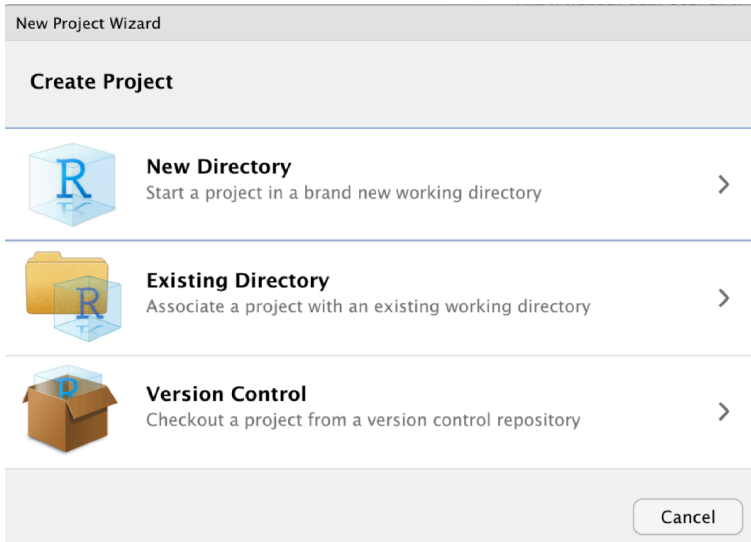 New Project Wizard
Create Project
R
New Directory
Start a project in a brand new working directory
R
Existing Directory
Associate a project with an existing working directory
R
Version Control
Checkout a project from a version control repository
Cancel